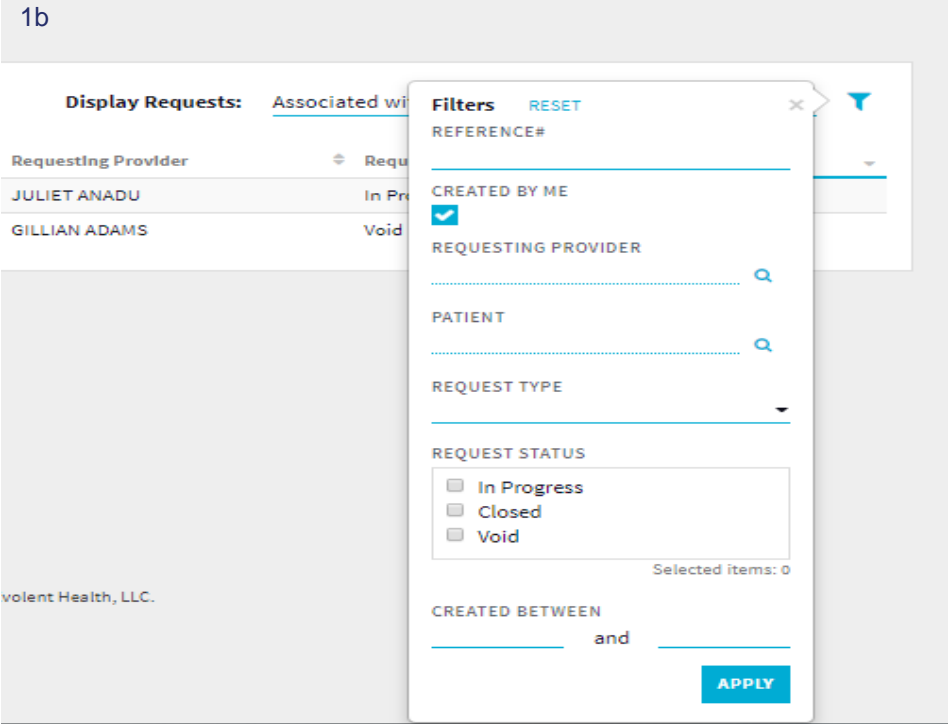 1b
Display Requests: Associated wi
Filters RESET
REFERENCE#
Requesting Provider Requ
JULIET ANADU In Pr
GILLIAN ADAMS Void
CREATED BY ME
REQUESTING PROVIDER
PATIENT
REQUEST TYPE
REQUEST STATUS
In Progress
Closed
Void
Selected items: 0
volent Health, LLC.
CREATED BETWEEN
and
APPLY